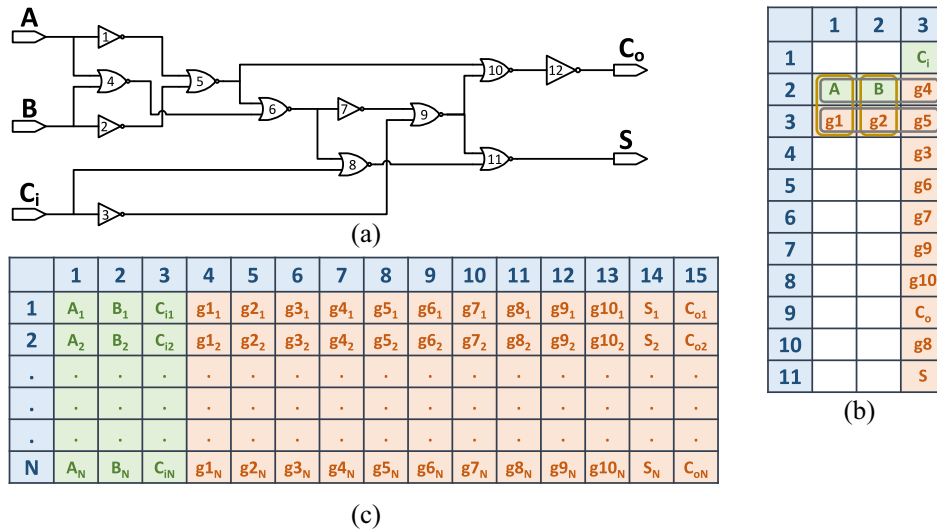 A
B
Ci
1
2
3
4
5
6
7
8
9
10
11
12
Co
S
(a)
1 2 3
1 Ci
2 A B g4
3 g1 g2 g5
4 g3
5 g6
6 g7
7 g9
8 g10
9 Co
10 g8
11 S
(b)
1 2 3 4 5 6 7 8 9 10 11 12 13 14 15
1 A1 B1 Ci1 g11 g21 g31 g41 g51 g61 g71 g81 g91 g101 S1 Co1
2 A2 B2 Ci2 g12 g22 g32 g42 g52 g62 g72 g82 g92 g102 S2 Co2
. . . . . . . . . . . . . . . .
. . . . . . . . . . . . . . . .
. . . . . . . . . . . . . . . .
N AN BN CiN g1N g2N g3N g4N g5N g6N g7N g8N g9N g10N SN CoN
(c)